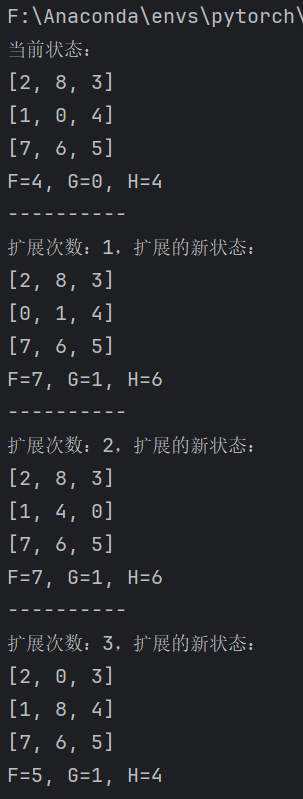 F:\Anaconda\envs\pytorch\
当前状态:
[2, 8, 3]
[1, 0, 4]
[7, 6, 5]
F=4, G=0, H=4
----------
扩展次数: 1，扩展的新状态:
[2, 8, 3]
[0, 1, 4]
[7, 6, 5]
F=7, G=1, H=6
----------
扩展次数: 2，扩展的新状态:
[2, 8, 3]
[1, 4, 0]
[7, 6, 5]
F=7, G=1, H=6
----------
扩展次数: 3，扩展的新状态:
[2, 0, 3]
[1, 8, 4]
[7, 6, 5]
F=5, G=1, H=4